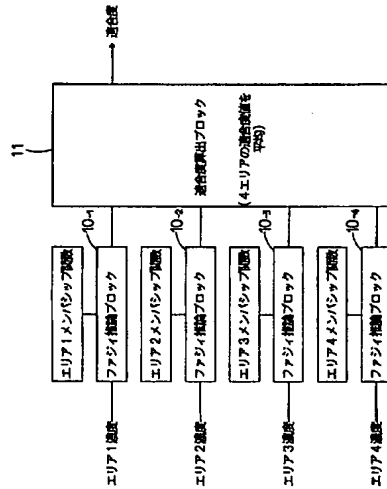 エリア1メンバシップ関数
10-1
エリア1速度
ファジィ推論ブロック
エリア2メンバシップ関数
10-2
エリア2速度
ファジィ推論ブロック
エリア3メンバシップ関数
10-3
エリア3速度
ファジィ推論ブロック
エリア4メンバシップ関数
10-4
エリア4速度
ファジィ推論ブロック
11
適合度算出ブロック
(4エリアの適合度値を
平均)
適合度